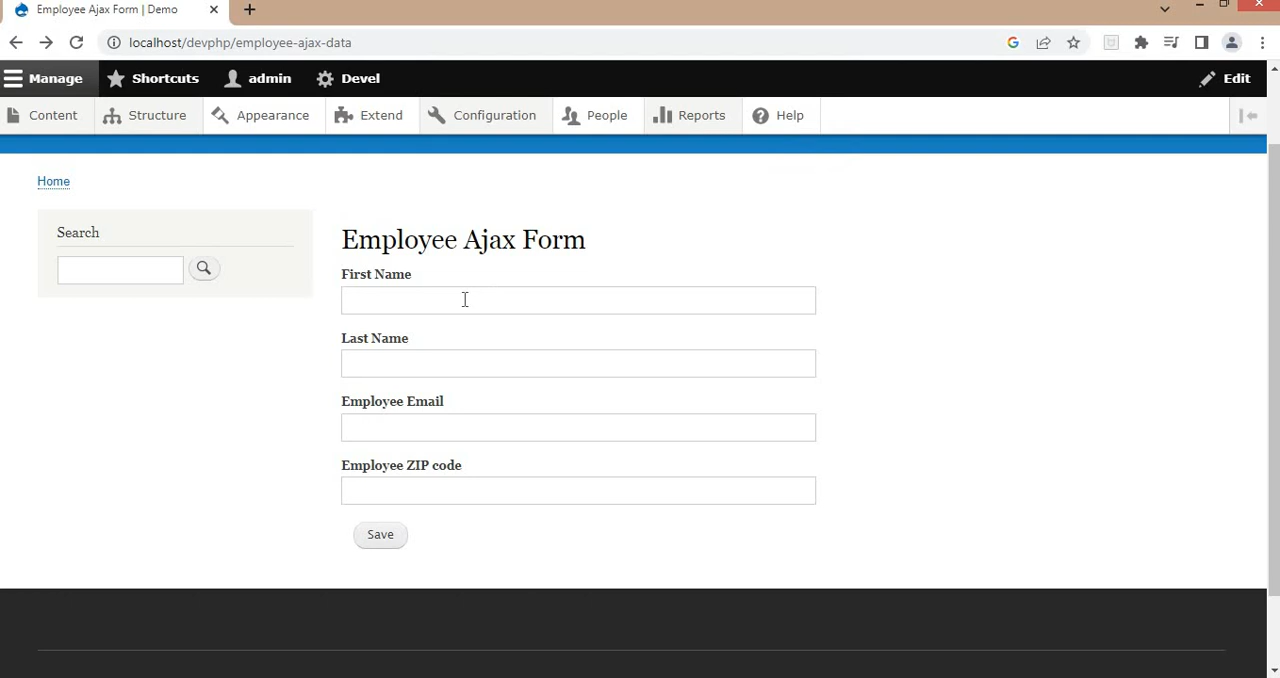 Employee Ajax Form | Demo
localhost/devphp/employee-ajax-data
Manage Shortcuts admin Devel Edit
Content Structure Appearance Extend Configuration People Reports Help
Home
Search
Employee Ajax Form
First Name
Last Name
Employee Email
Employee ZIP code
Save